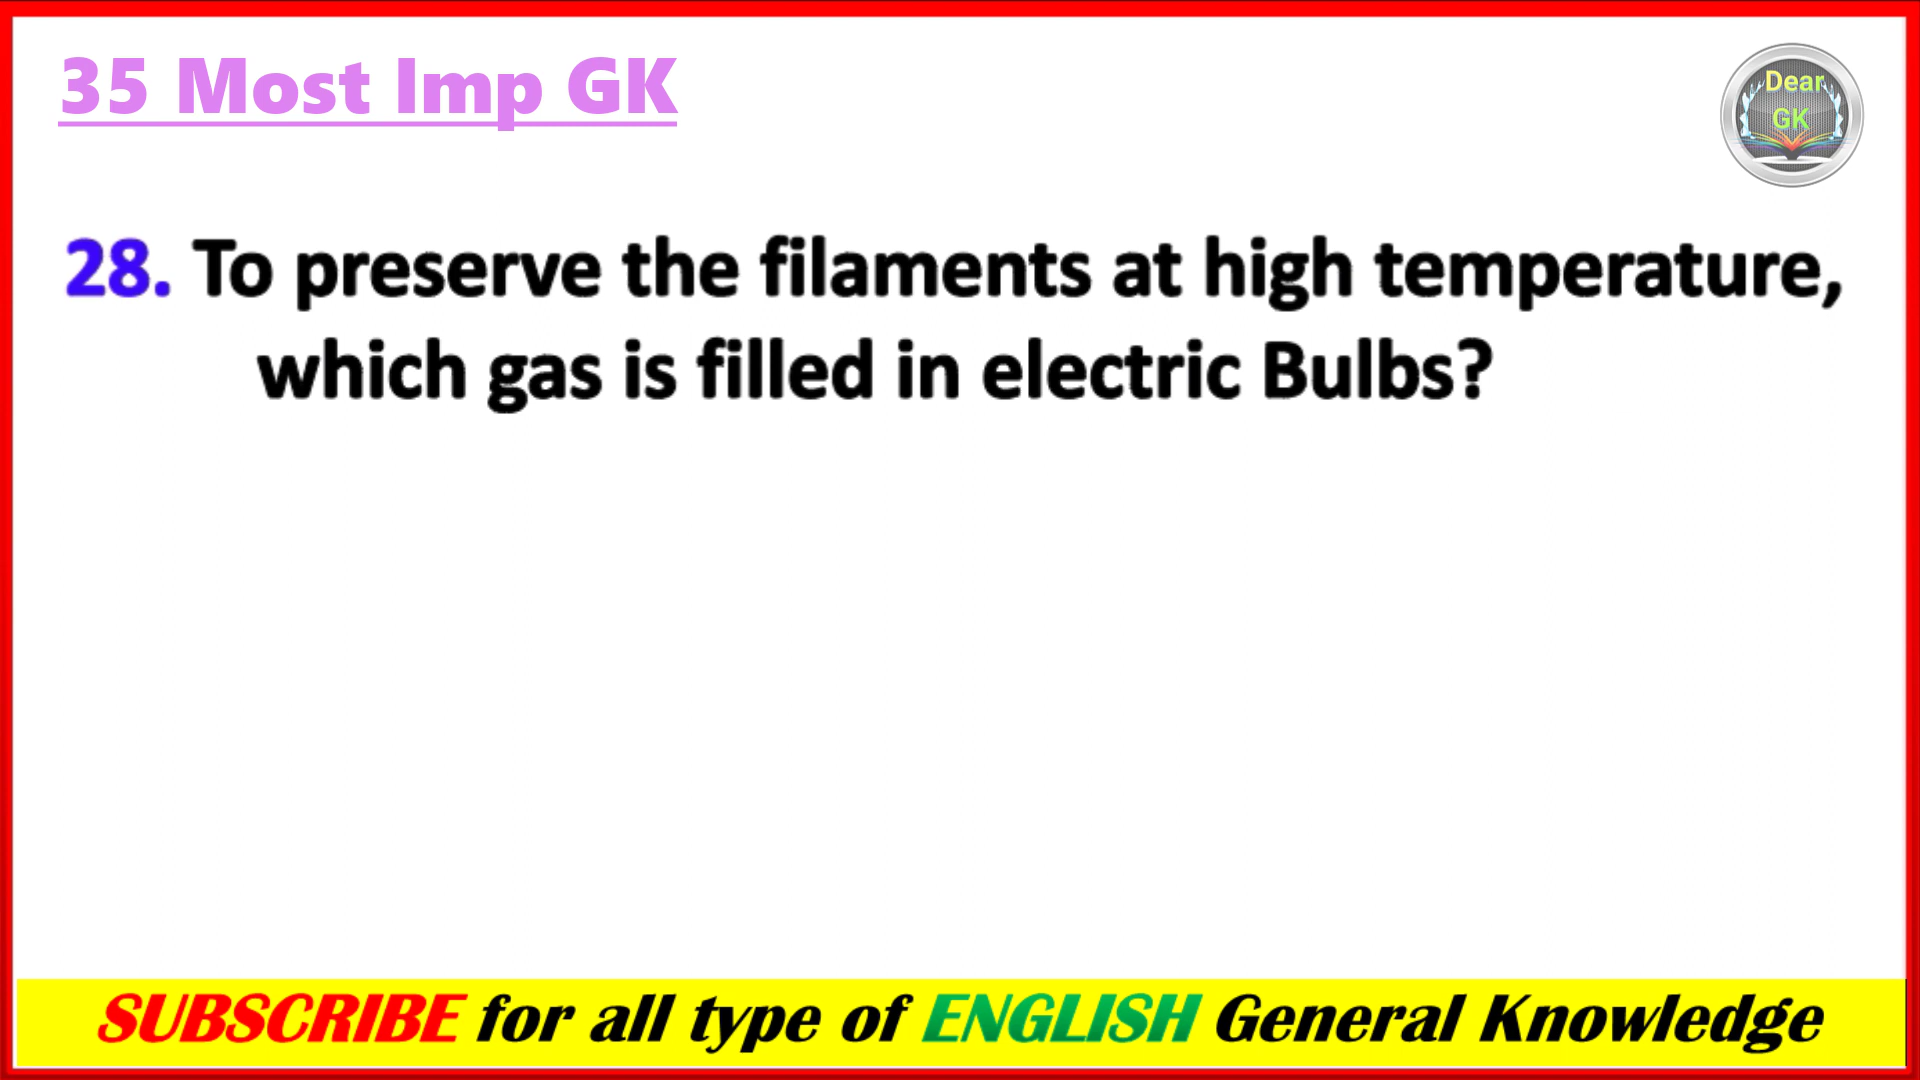 35 Most Imp GK
Dear
GK
28. To preserve the filaments at high temperature,
which gas is filled in electric Bulbs?
SUBSCRIBE for all type of ENGLISH General Knowledge